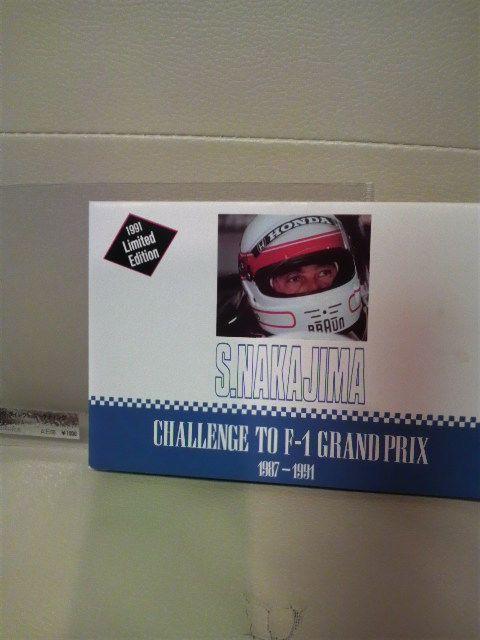 1991
Limited
Edition
HONDA
BRAUN
S.NAKAJIMA
CHALLENGE TO F-1 GRAND PRIX
1987-1991